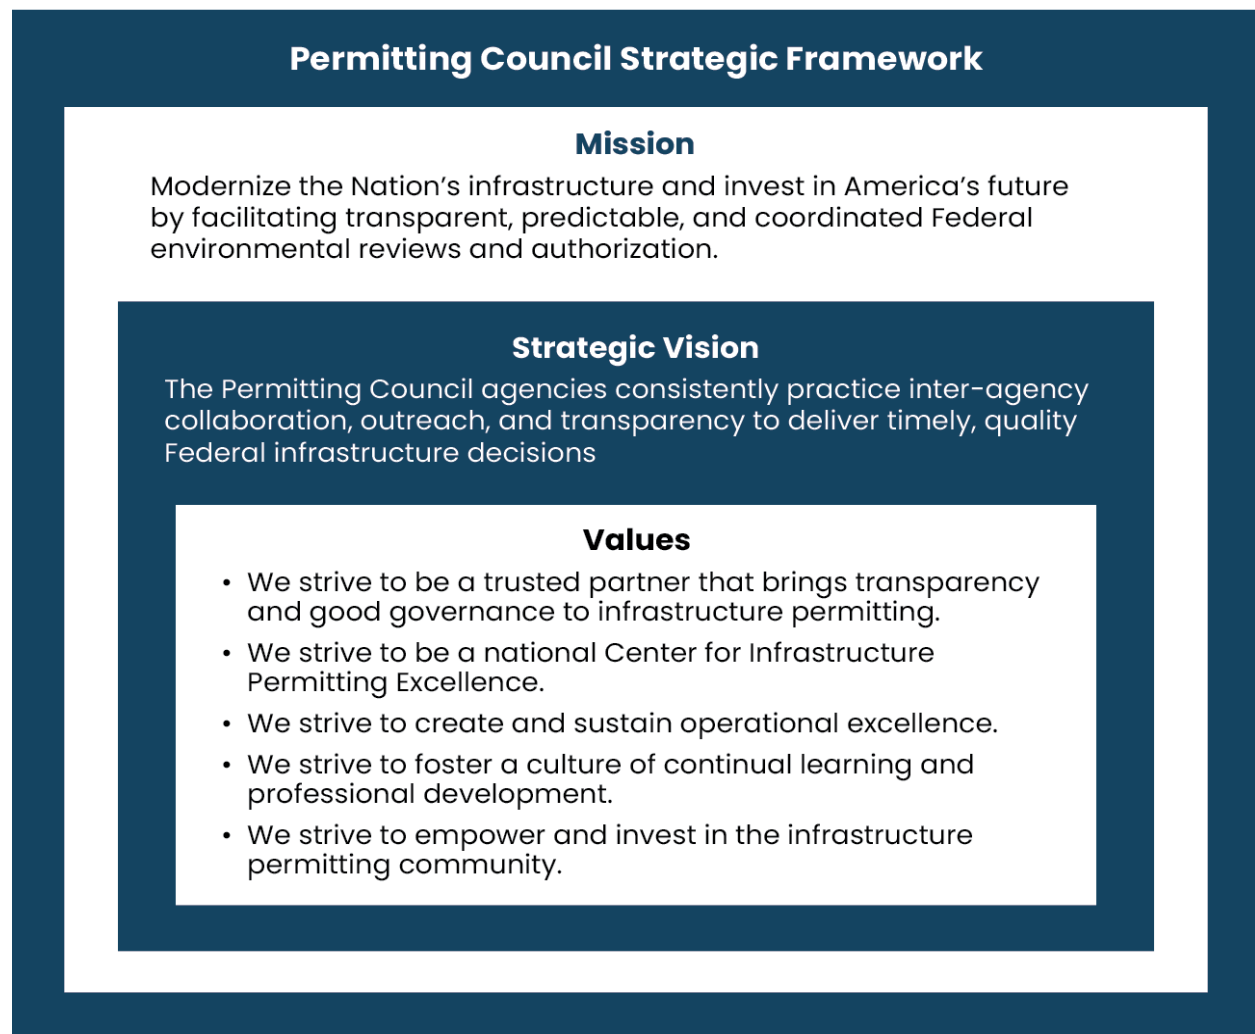 Permitting Council Strategic Framework
Mission
Modernize the Nation’s infrastructure and invest in America’s future
by facilitating transparent, predictable, and coordinated Federal
environmental reviews and authorization.
Strategic Vision
The Permitting Council agencies consistently practice inter-agency
collaboration, outreach, and transparency to deliver timely, quality
Federal infrastructure decisions
Values
• We strive to be a trusted partner that brings transparency
and good governance to infrastructure permitting.
• We strive to be a national Center for Infrastructure
Permitting Excellence.
• We strive to create and sustain operational excellence.
• We strive to foster a culture of continual learning and
professional development.
• We strive to empower and invest in the infrastructure
permitting community.